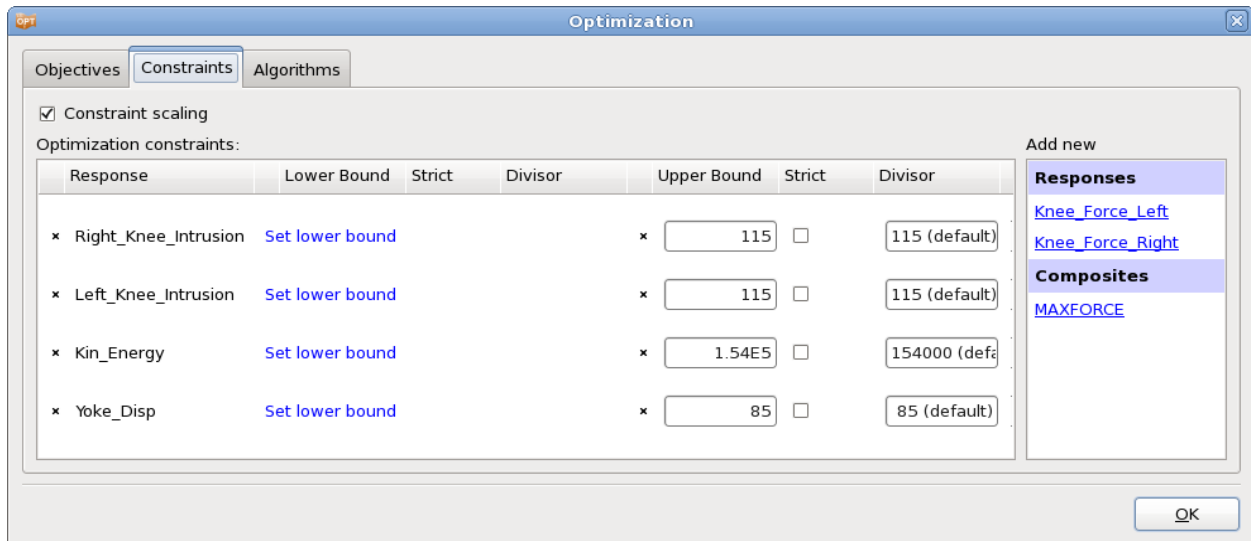 OPT Optimization
Objectives Constraints Algorithms
Constraint scaling
Optimization constraints: Add new
Response Lower Bound Strict Divisor Upper Bound Strict Divisor
Responses
Right_Knee_Intrusion Set lower bound 115 115 (default)
Knee_Force_Left
Knee_Force_Right
Composites
Left_Knee_Intrusion Set lower bound 115 115 (default)
MAXFORCE
Kin_Energy Set lower bound 1.54E5 154000 (defa
Yoke_Disp Set lower bound 85 85 (default)
OK